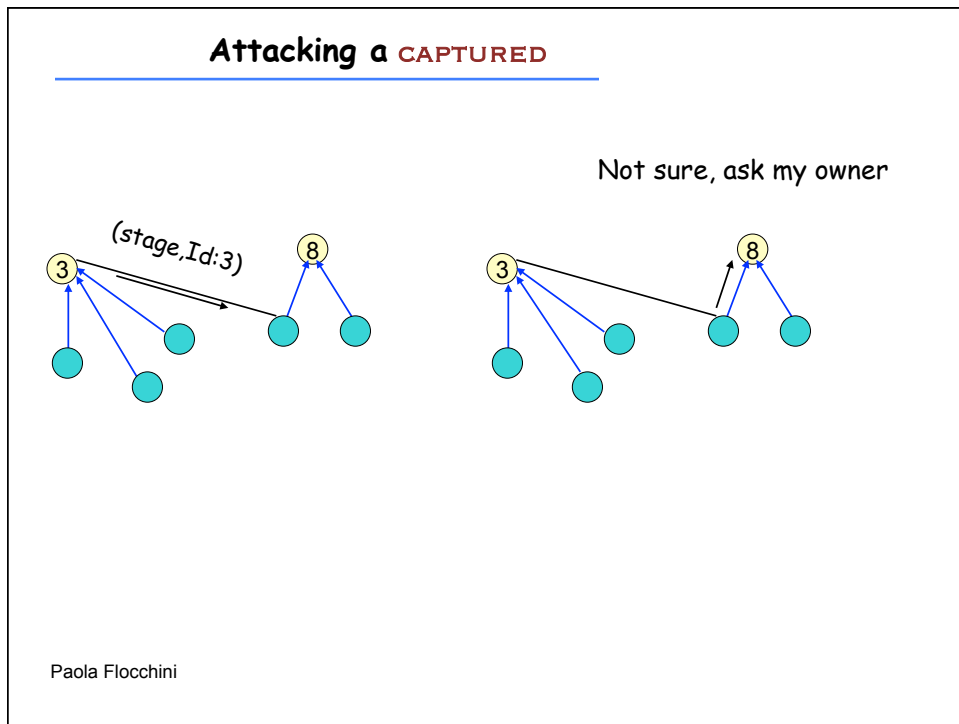 Attacking a CAPTURED
Not sure, ask my owner
(stage,Id:3)
3
8
3
8
Paola Flocchini